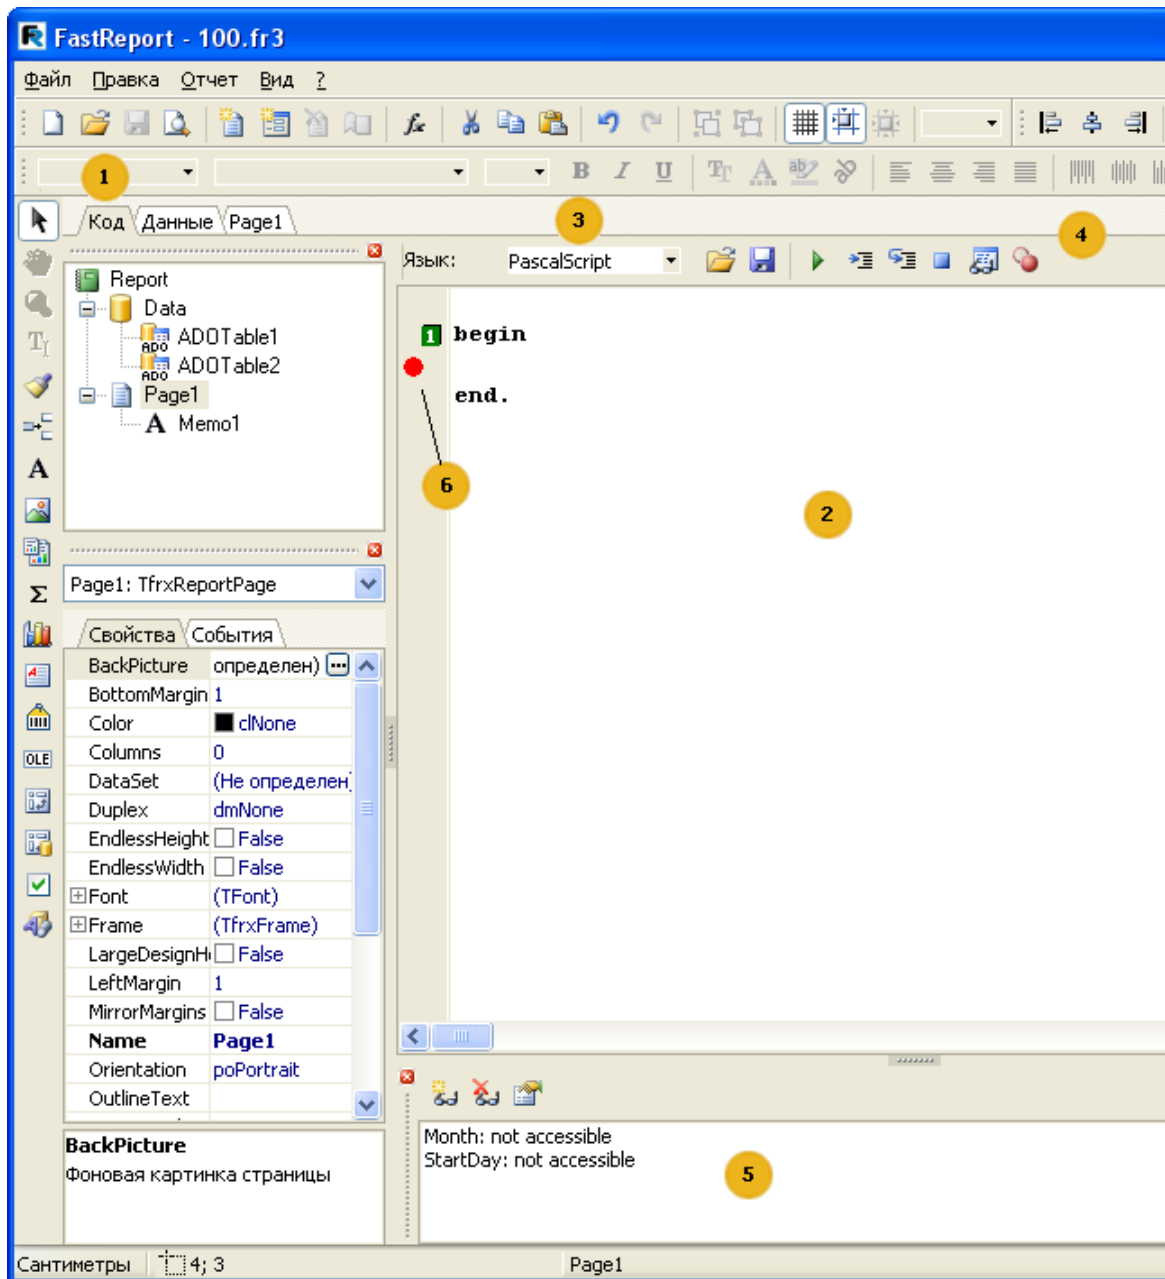 FastReport - 100.fr3
Файл Правка Отчет Вид ?
B I U
1
Код Данные Page1
3
4
Язык: PascalScript
Report
Data
ADO ADOTable1
ADO ADOTable2
Page1
A Memo1
1 begin
end.
6
2
A
Σ
OLE
Page1: TfrxReportPage
Свойства События
BackPicture определен) ...
BottomMargin 1
Color clNone
Columns 0
DataSet (Не определен)
Duplex dmNone
EndlessHeight False
EndlessWidth False
Font (TFont)
Frame (TfrxFrame)
LargeDesignH False
LeftMargin 1
MirrorMargins False
Name Page1
Orientation poPortrait
OutlineText
BackPicture
Фоновая картинка страницы
Month: not accessible
StartDay: not accessible
5
Сантиметры 4; 3 Page1